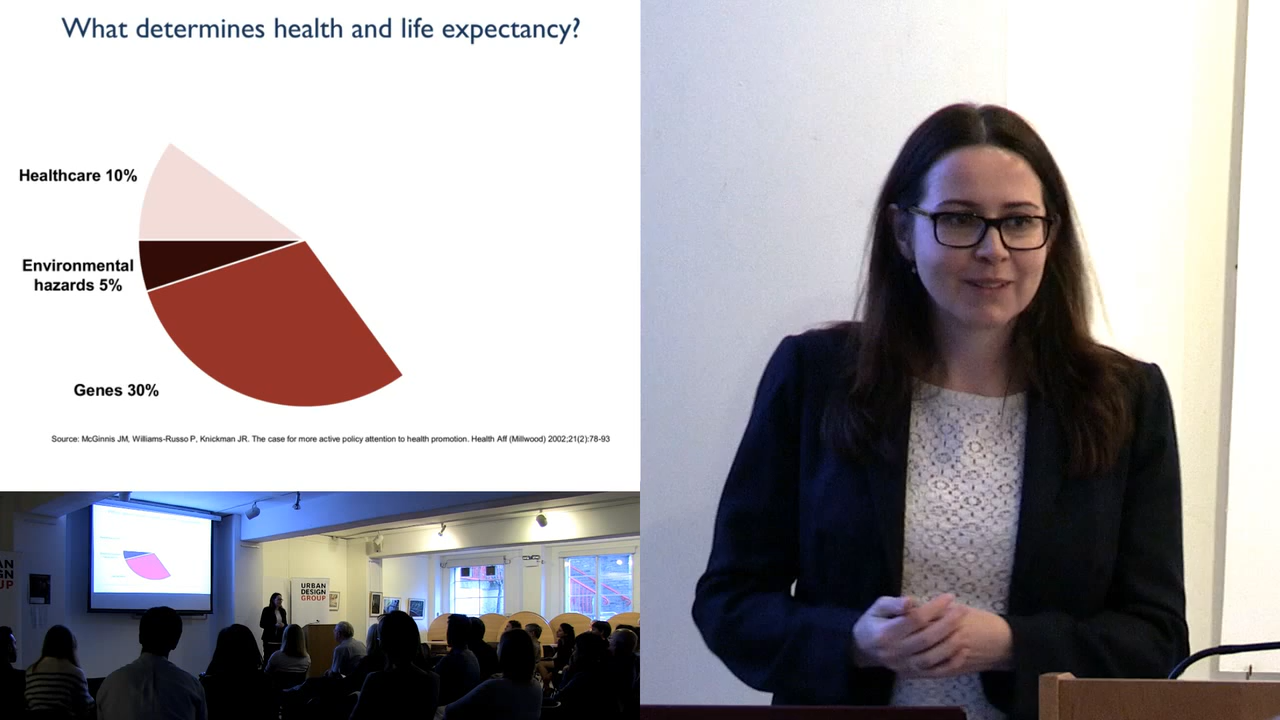 What determines health and life expectancy?
Healthcare 10%
Environmental
hazards 5%
Genes 30%
Source: McGinnis JM, Williams-Russo P, Knickman JR. The case for more active policy attention to health promotion. Health Aff (Millwood) 2002;21(2):78-93
URBAN
DESIGN
GROUP